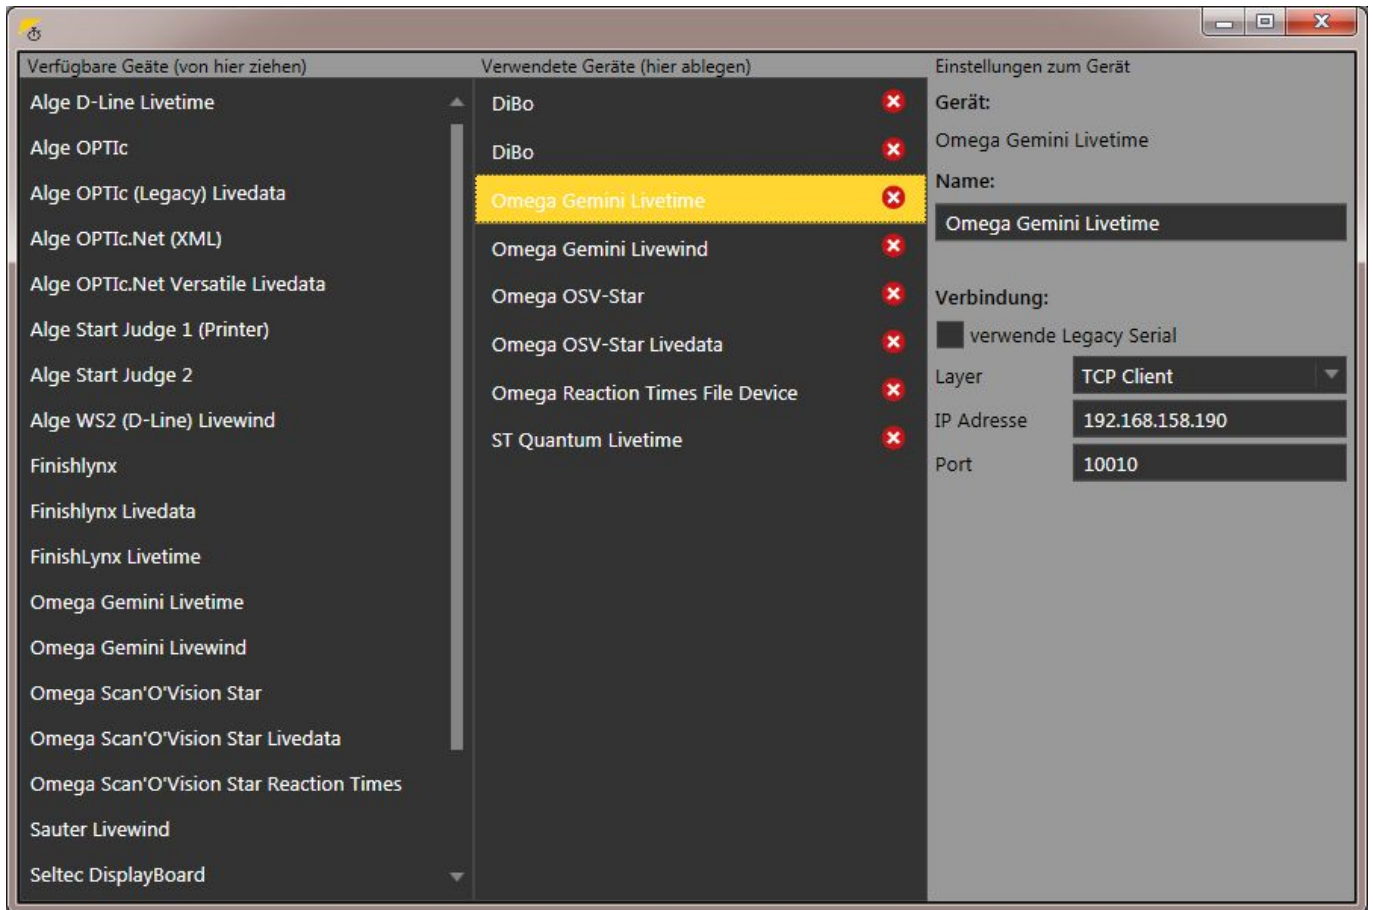 Verfügbare Geäte (von hier ziehen)
Alge D-Line Livetime
Alge OPTIc
Alge OPTIc (Legacy) Livedata
Alge OPTIc.Net (XML)
Alge OPTIc.Net Versatile Livedata
Alge Start Judge 1 (Printer)
Alge Start Judge 2
Alge WS2 (D-Line) Livewind
Finishlynx
Finishlynx Livedata
FinishLynx Livetime
Omega Gemini Livetime
Omega Gemini Livewind
Omega Scan'O'Vision Star
Omega Scan'O'Vision Star Livedata
Omega Scan'O'Vision Star Reaction Times
Sauter Livewind
Seltec DisplayBoard
Verwendete Geräte (hier ablegen)
DiBo
DiBo
Omega Gemini Livetime
Omega Gemini Livewind
Omega OSV-Star
Omega OSV-Star Livedata
Omega Reaction Times File Device
ST Quantum Livetime
Einstellungen zum Gerät
Gerät:
Omega Gemini Livetime
Name:
Omega Gemini Livetime
Verbindung:
verwende Legacy Serial
Layer TCP Client
IP Adresse 192.168.158.190
Port 10010